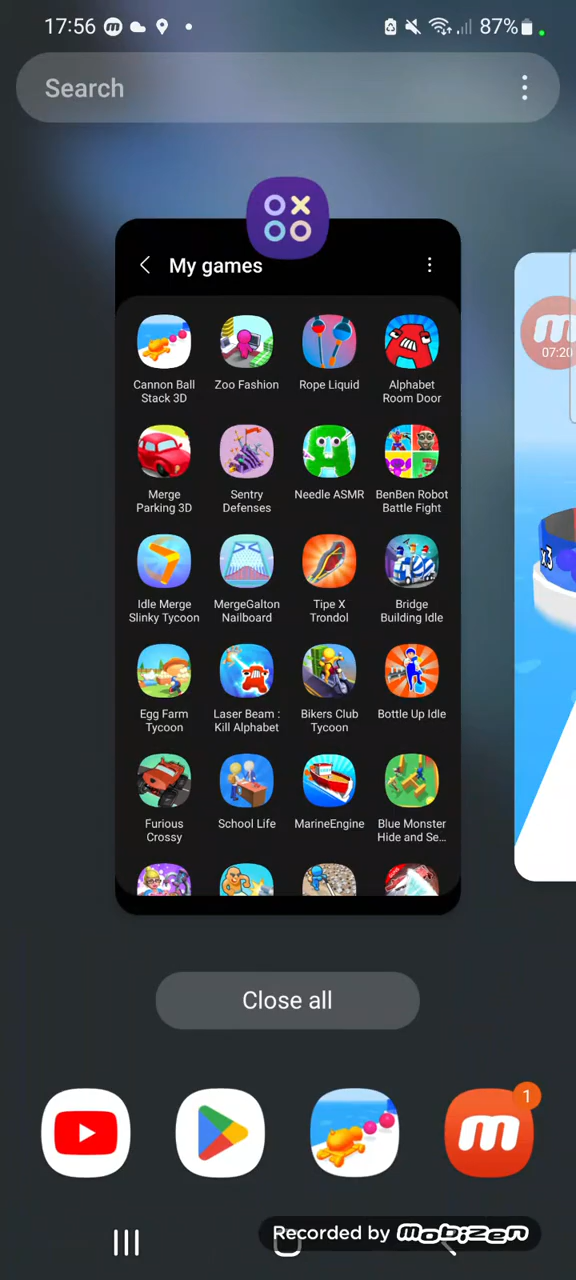 17:56
87%
Search
My games
07:20
Cannon Ball
Stack 3D
Zoo Fashion
Rope Liquid
Alphabet
Room Door
Merge
Parking 3D
Sentry
Defenses
Needle ASMR
BenBen Robot
Battle Fight
x3
Idle Merge
Slinky Tycoon
MergeGalton
Nailboard
Tipe X
Trondol
Bridge
Building Idle
Egg Farm
Tycoon
Laser Beam :
Kill Alphabet
Bikers Club
Tycoon
Bottle Up Idle
Furious
Crossy
School Life
MarineEngine
Blue Monster
Hide and Se...
Close all
1
Recorded by mobizen